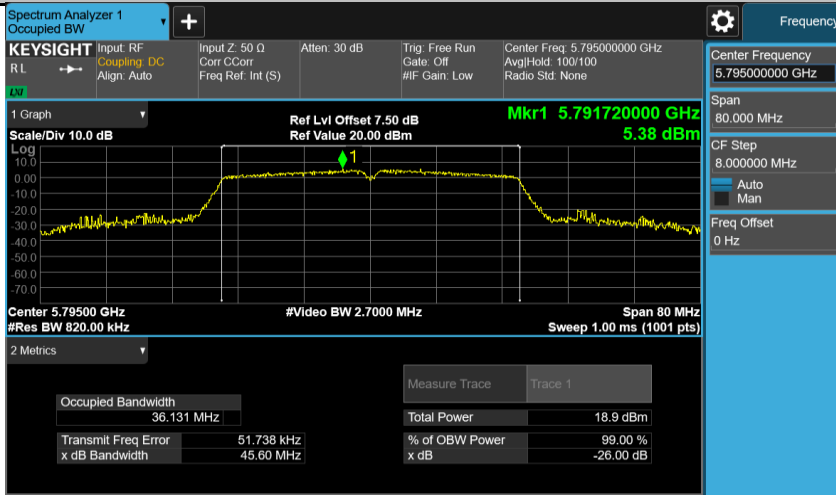 Spectrum Analyzer 1
Occupied BW
Frequency
KEYSIGHT
R L
LXI
Input: RF
Coupling: DC
Align: Auto
Input Z: 50 Ω
Corr CCorr
Freq Ref: Int (S)
Atten: 30 dB
Trig: Free Run
Gate: Off
#IF Gain: Low
Center Freq: 5.795000000 GHz
Avg|Hold: 100/100
Radio Std: None
Center Frequency
5.795000000 GHz
Span
80.000 MHz
CF Step
8.000000 MHz
Auto
Man
Freq Offset
0 Hz
1 Graph
Scale/Div 10.0 dB
Ref Lvl Offset 7.50 dB
Ref Value 20.00 dBm
Mkr1 5.791720000 GHz
5.38 dBm
Log
10.0
0.00
-10.0
-20.0
-30.0
-40.0
-50.0
-60.0
-70.0
1
Center 5.79500 GHz
#Video BW 2.7000 MHz
Span 80 MHz
#Res BW 820.00 kHz
Sweep 1.00 ms (1001 pts)
2 Metrics
Measure Trace
Trace 1
Occupied Bandwidth
36.131 MHz
Total Power
18.9 dBm
Transmit Freq Error
51.738 kHz
% of OBW Power
99.00 %
x dB Bandwidth
45.60 MHz
x dB
-26.00 dB